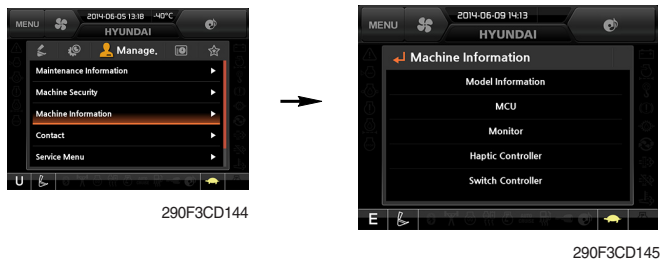 MENU
2014-06-05 13:18 -40°C
HYUNDAI
Manage.
Maintenance Information
Machine Security
Machine Information
Contact
Service Menu
U
290F3CD144
MENU
2014-06-09 14:13
HYUNDAI
Machine Information
Model Information
MCU
Monitor
Haptic Controller
Switch Controller
E
290F3CD145